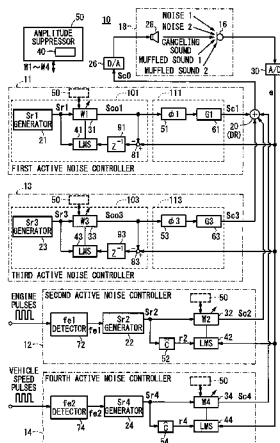 50
AMPLITUDE
SUPPRESSOR
40
W1~W4
10
18
26
28
D/A
Sc0
NOISE 1
NOISE 2
CANCELING
SOUND
MUFFLED SOUND 1
MUFFLED SOUND 2
16
30
A/D
e
11
50
101
111
Sr1
GENERATOR
21
Sr1
W1
Sco1
41
31
LMS
91
Z⁻¹
81
φ1
51
G1
61
Sc1
20
(DR)
FIRST ACTIVE NOISE CONTROLLER
13
50
103
113
Sr3
GENERATOR
23
Sr3
W3
Sco3
43
33
LMS
93
Z⁻¹
83
φ3
53
G3
63
Sc3
THIRD ACTIVE NOISE CONTROLLER
ENGINE
PULSES
12
SECOND ACTIVE NOISE CONTROLLER
50
fe1
DETECTOR
72
fe1
Sr2
GENERATOR
22
Sr2
W2
32
Sc2
52
r2
LMS
42
VEHICLE
SPEED
PULSES
14
FOURTH ACTIVE NOISE CONTROLLER
50
fe2
DETECTOR
74
fe2
Sr4
GENERATOR
24
Sr4
W4
34
Sc4
54
r4
LMS
44